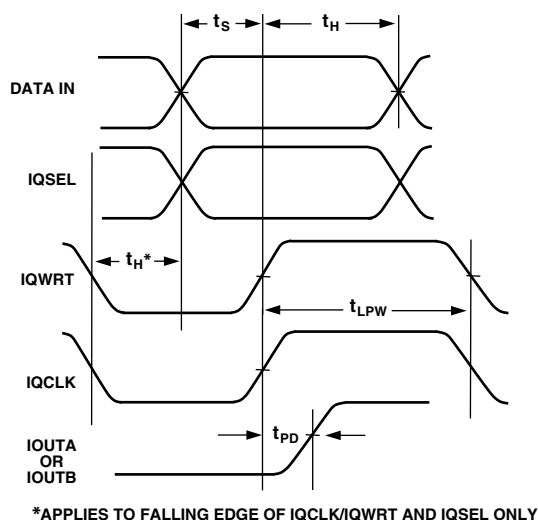 tS
tH
DATA IN
IQSEL
tH*
IQWRT
tLPW
IQCLK
tPD
IOUTA
OR
IOUTB
*APPLIES TO FALLING EDGE OF IQCLK/IQWRT AND IQSEL ONLY